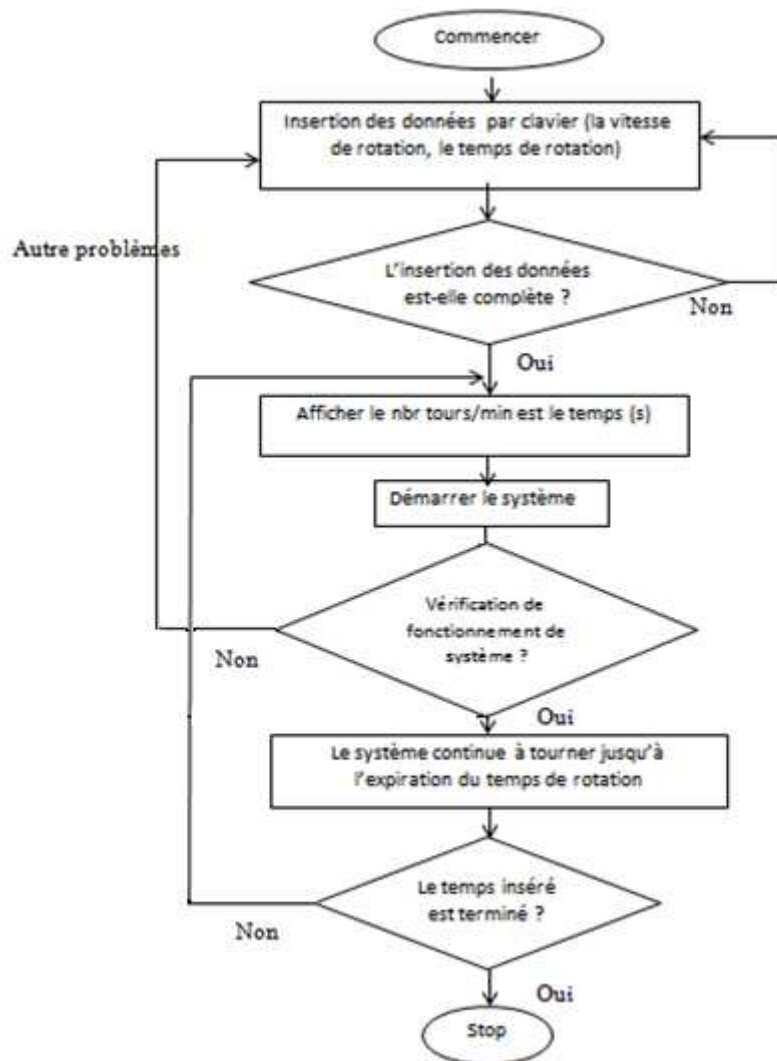 Commencer
Insertion des données par clavier (la vitesse
de rotation, le temps de rotation)
Autre problèmes
L'insertion des données
est-elle complète ?
Non
Oui
Afficher le nbr tours/min est le temps (s)
Démarrer le système
Vérification de
fonctionnement de
système ?
Non
Oui
Le système continue à tourner jusqu'à
l'expiration du temps de rotation
Le temps inséré
est terminé ?
Non
Oui
Stop